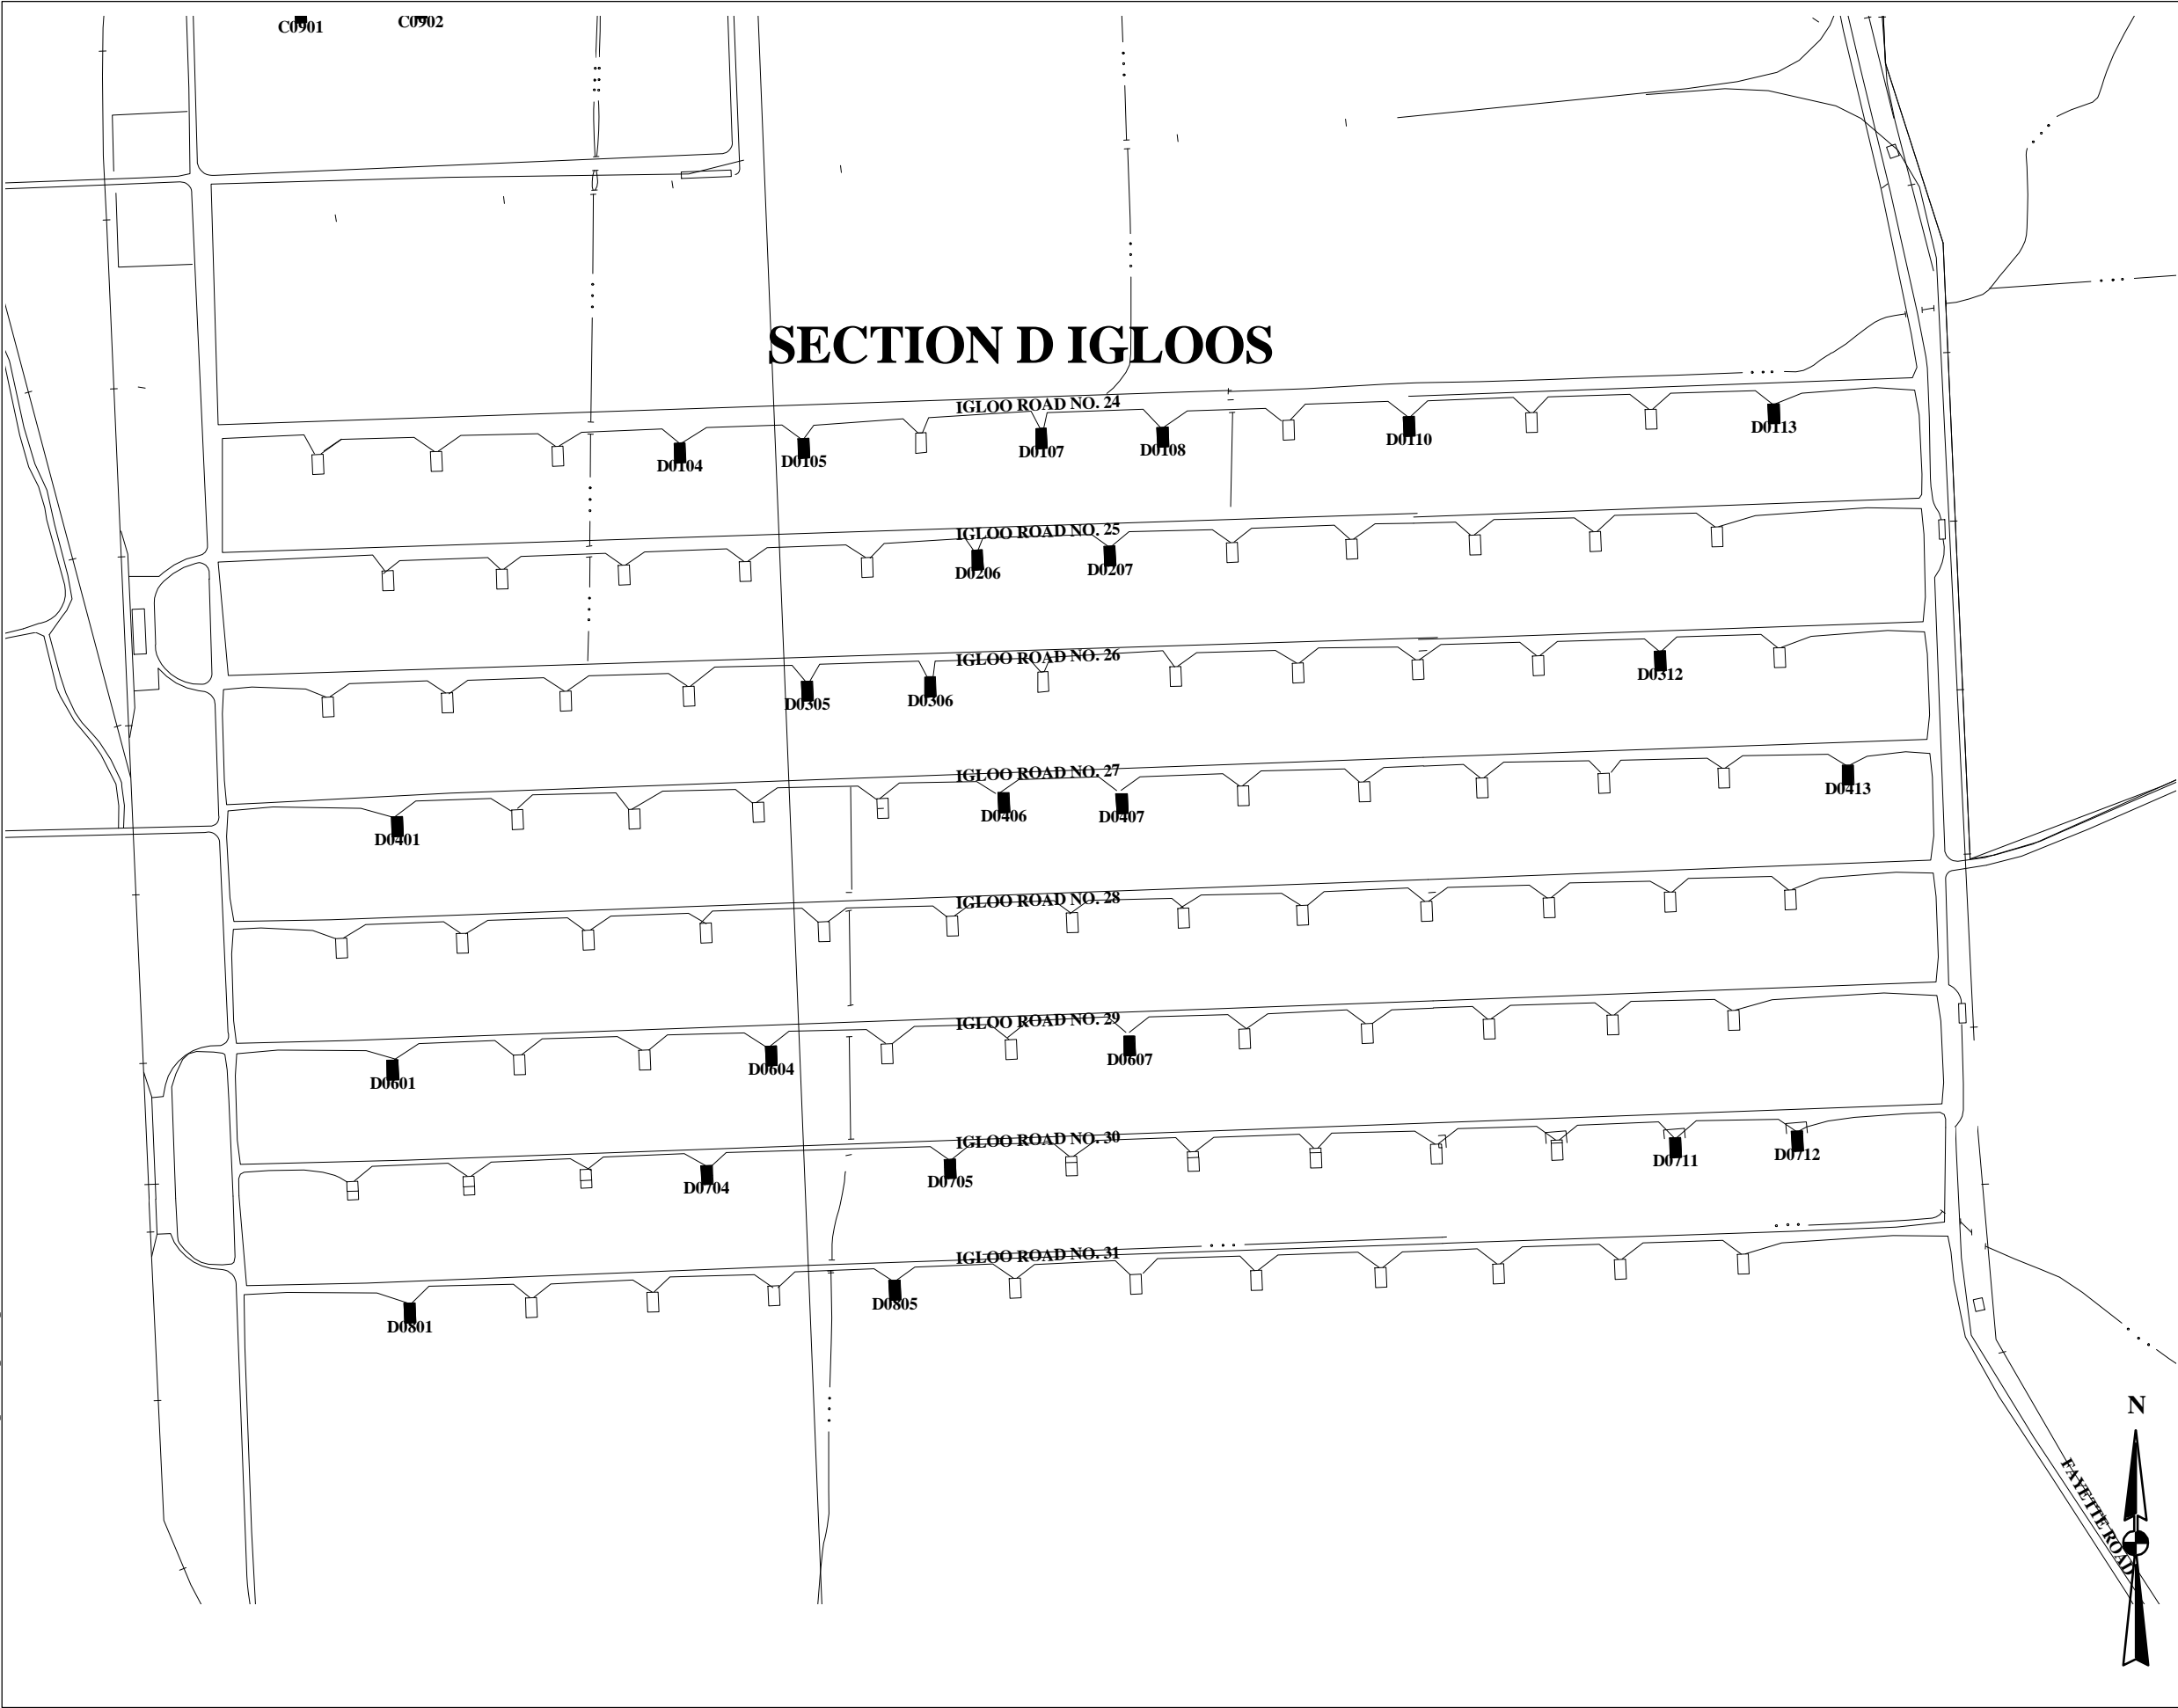 C0901 C0902
SECTION D IGLOOS
IGLOO ROAD NO. 24
D0104 D0105 D0107 D0108 D0110 D0113
IGLOO ROAD NO. 25
D0206 D0207
IGLOO ROAD NO. 26
D0305 D0306 D0312
IGLOO ROAD NO. 27
D0401 D0406 D0407 D0413
IGLOO ROAD NO. 28
IGLOO ROAD NO. 29
D0601 D0604 D0607
IGLOO ROAD NO. 30
D0704 D0705 D0711 D0712
IGLOO ROAD NO. 31
D0801 D0805
N
FAYETTE ROAD